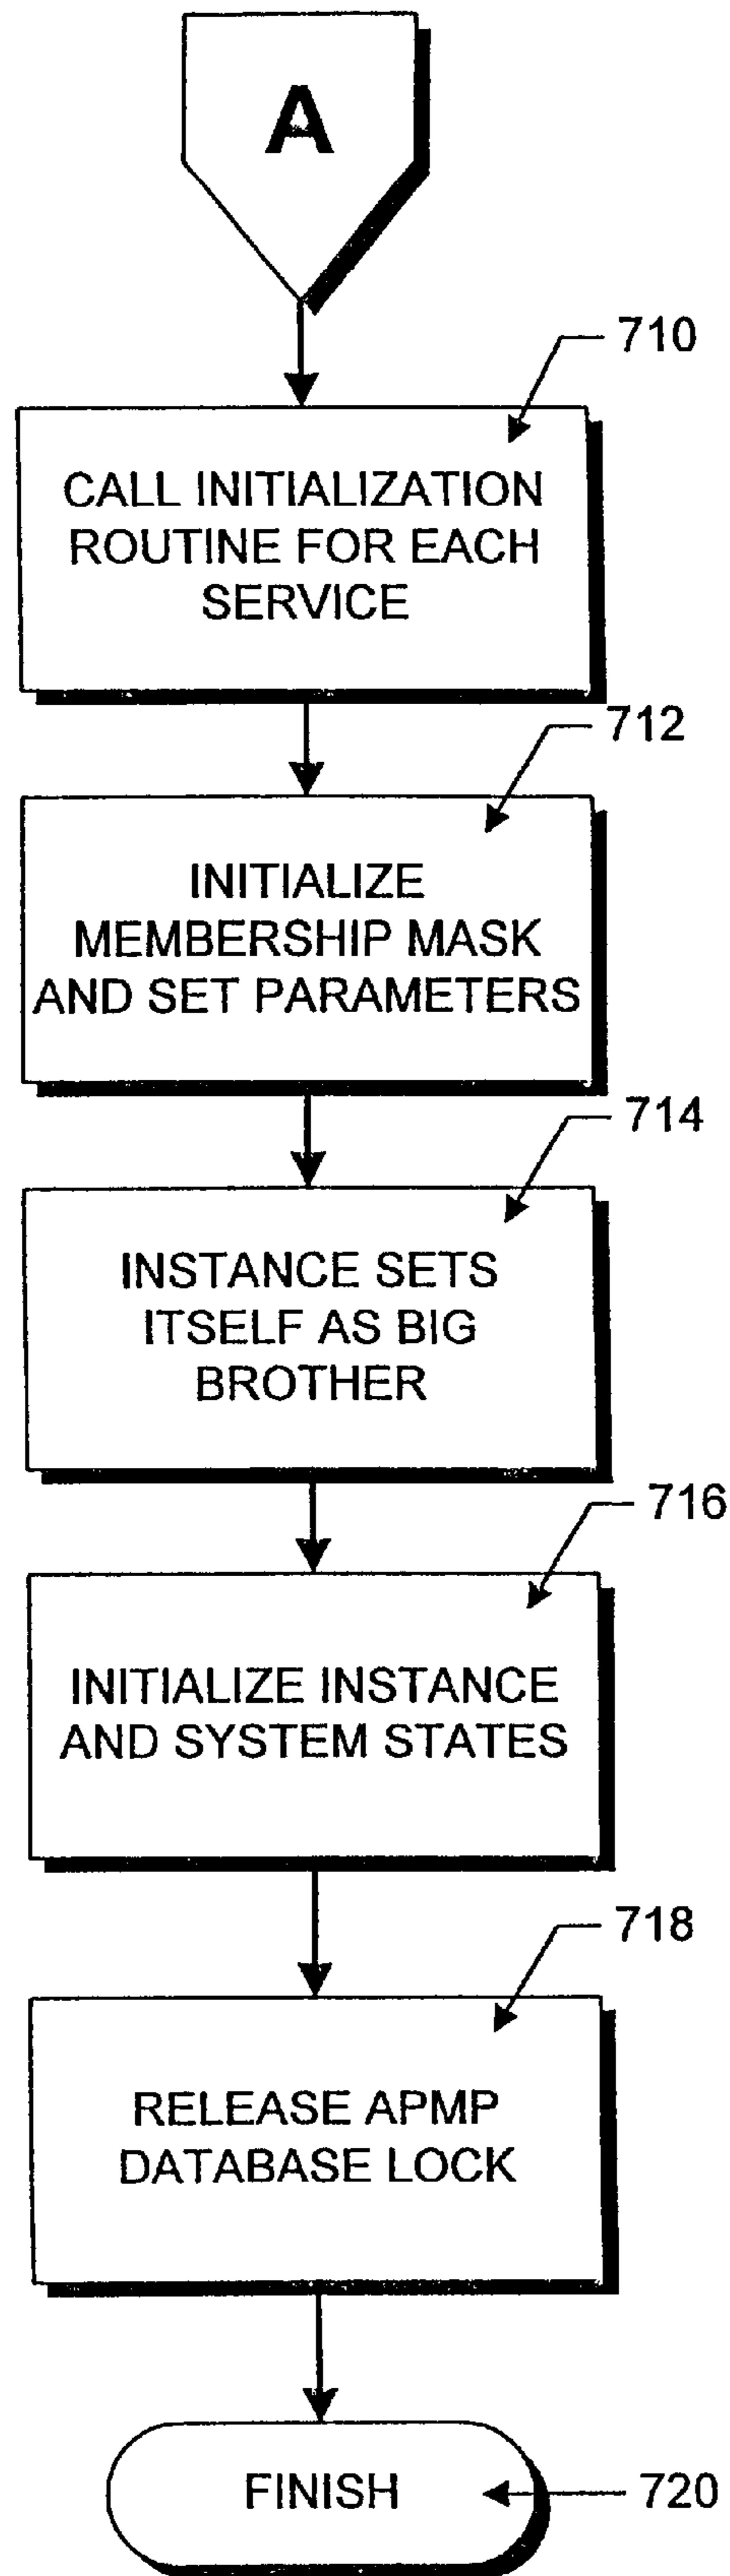 A
710
CALL INITIALIZATION
ROUTINE FOR EACH
SERVICE
712
INITIALIZE
MEMBERSHIP MASK
AND SET PARAMETERS
714
INSTANCE SETS
ITSELF AS BIG
BROTHER
716
INITIALIZE INSTANCE
AND SYSTEM STATES
718
RELEASE APMP
DATABASE LOCK
FINISH
720